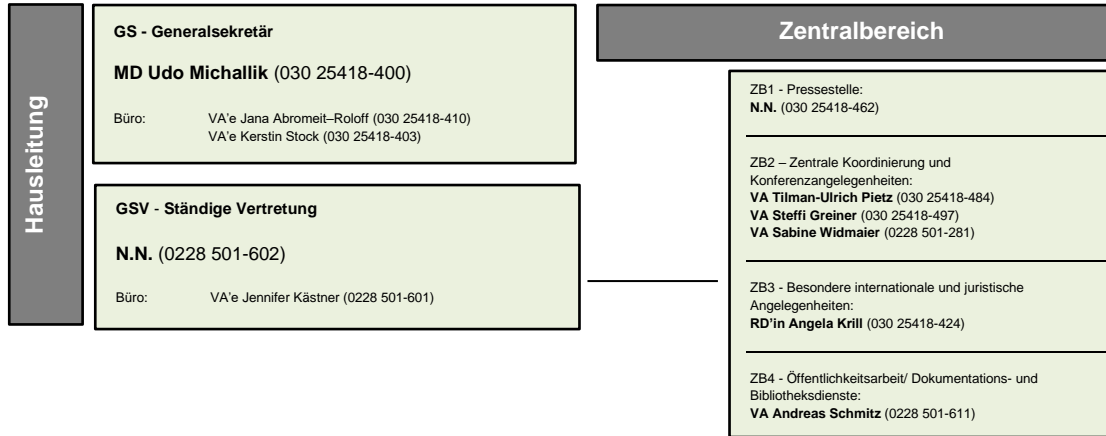 Hausleitung
GS - Generalsekretär
MD Udo Michallik (030 25418-400)
Büro: VA'e Jana Abromeit–Roloff (030 25418-410)
VA'e Kerstin Stock (030 25418-403)
GSV - Ständige Vertretung
N.N. (0228 501-602)
Büro: VA'e Jennifer Kästner (0228 501-601)
Zentralbereich
ZB1 - Pressestelle:
N.N. (030 25418-462)
ZB2 – Zentrale Koordinierung und
Konferenzangelegenheiten:
VA Tilman-Ulrich Pietz (030 25418-484)
VA Steffi Greiner (030 25418-497)
VA Sabine Widmaier (0228 501-281)
ZB3 - Besondere internationale und juristische
Angelegenheiten:
RD'in Angela Krill (030 25418-424)
ZB4 - Öffentlichkeitsarbeit/ Dokumentations- und
Bibliotheksdienste:
VA Andreas Schmitz (0228 501-611)